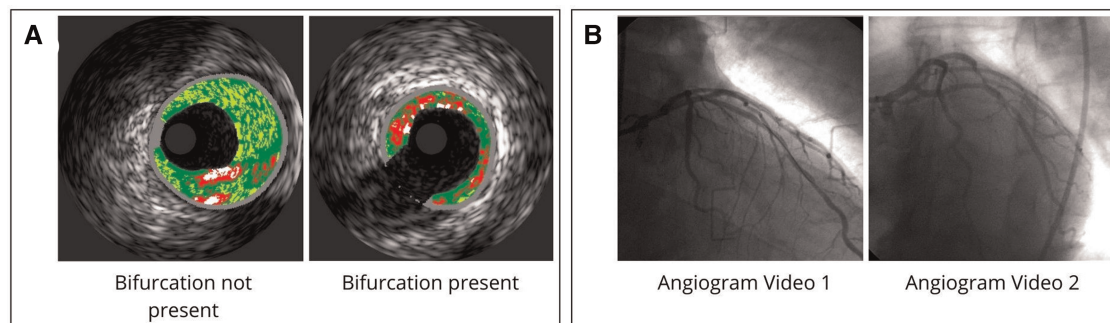 A
B
Bifurcation not
present
Bifurcation present
Angiogram Video 1
Angiogram Video 2